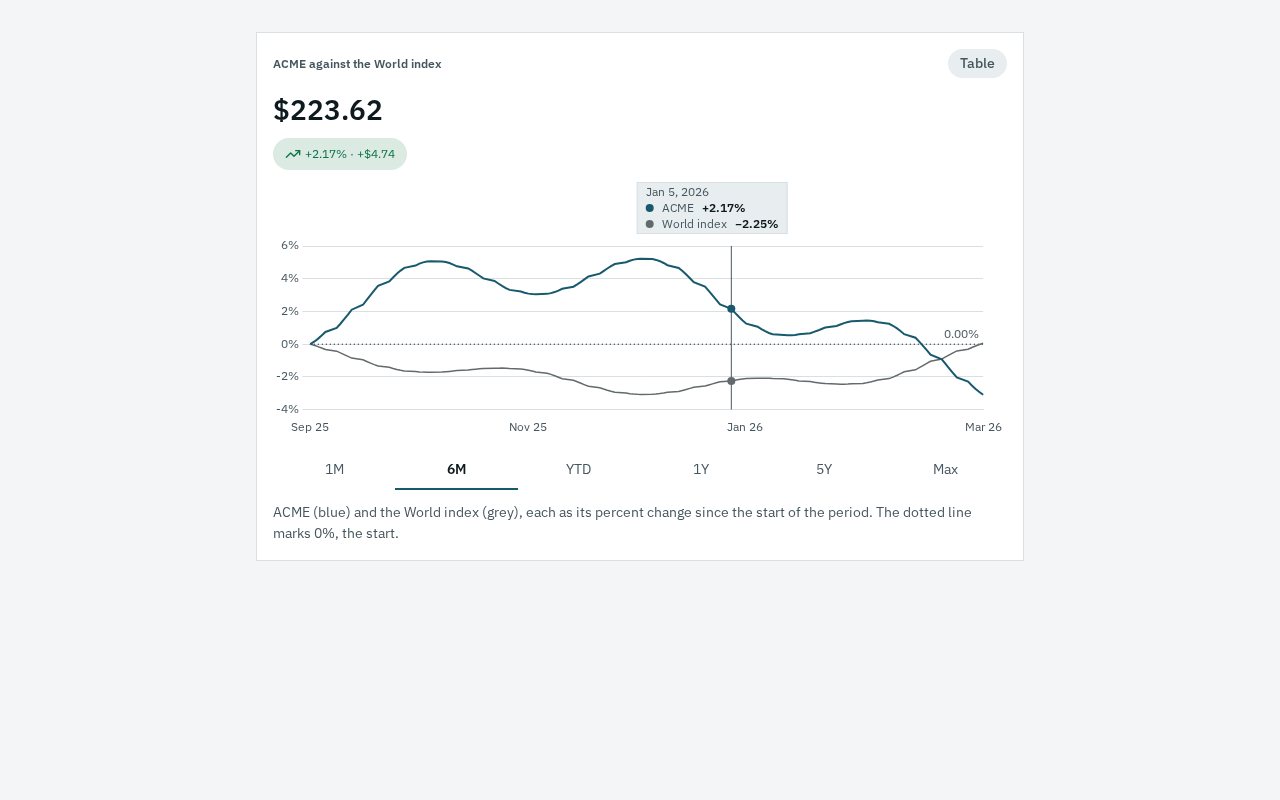 ACME against the World index
Table
$223.62
+2.17% · +$4.74
Jan 5, 2026
ACME +2.17%
World index −2.25%
6%
4%
2%
0%
-2%
-4%
0.00%
Sep 25 Nov 25 Jan 26 Mar 26
1M 6M YTD 1Y 5Y Max
ACME (blue) and the World index (grey), each as its percent change since the start of the period. The dotted line
marks 0%, the start.